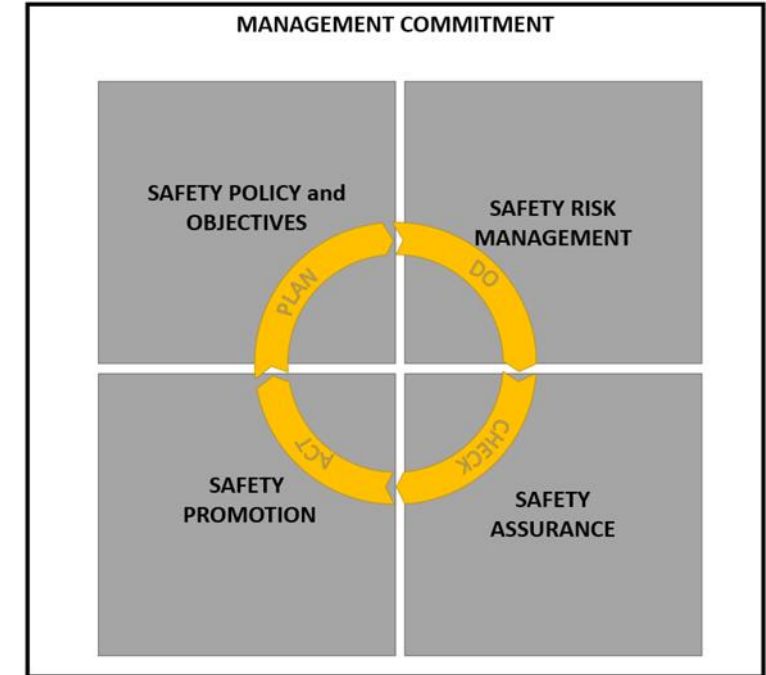 MANAGEMENT COMMITMENT
SAFETY POLICY and
OBJECTIVES
SAFETY RISK
MANAGEMENT
PLAN
DO
ACT
CHECK
SAFETY
PROMOTION
SAFETY
ASSURANCE